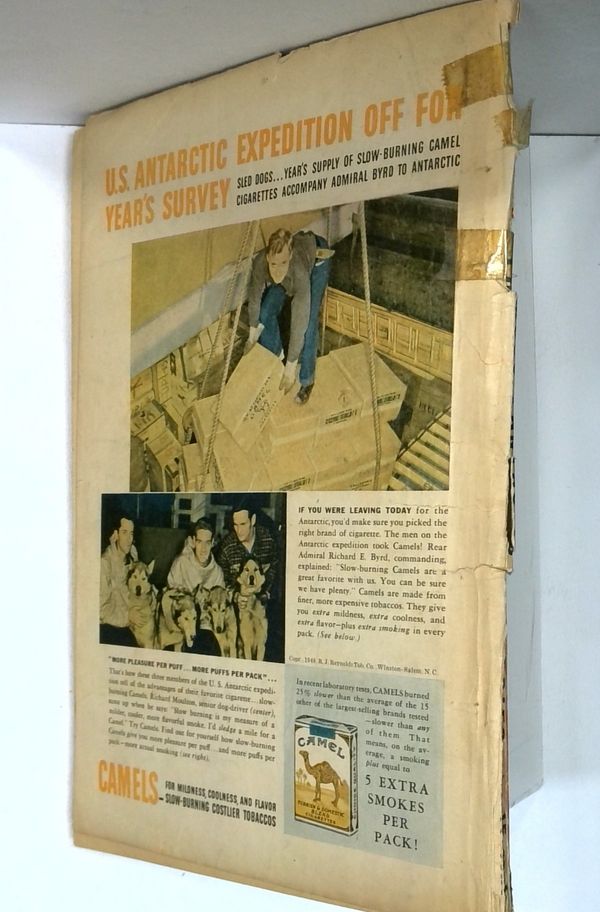 U.S. ANTARCTIC EXPEDITION OFF FOR
YEAR'S SURVEY
SLED DOGS...YEAR'S SUPPLY OF SLOW-BURNING CAMEL
CIGARETTES ACCOMPANY ADMIRAL BYRD TO ANTARCTIC
CAMEL
IF YOU WERE LEAVING TODAY for the
Antarctic, you'd make sure you picked the
right brand of cigarette. The men on the
Antarctic expedition took Camels! Rear
Admiral Richard E. Byrd, commanding,
explained: "Slow-burning Camels are a
great favorite with us. You can be sure
we have plenty." Camels are made from
finer, more expensive tobaccos. They give
you extra mildness, extra coolness, and
extra flavor—plus extra smoking in every
pack. (See below.)
"MORE PLEASURE PER PUFF...MORE PUFFS PER PACK"...
That's how these three members of the U. S. Antarctic expedi-
tion tell of the advantages of their favorite cigarette...slow-
burning Camels. Richard Moulton, senior dog-driver (center),
sums up when he says: "Slow burning is my measure of a
milder, cooler, more flavorful smoke. I'd sledge a mile for a
Camel." Try Camels. Find out for yourself how slow-burning
Camels give you more pleasure per puff...and more puffs per
pack—more actual smoking (see right).
Copr. 1940, R. J. Reynolds Tob. Co., Winston-Salem, N. C.
In recent laboratory tests, CAMELS burned
25% slower than the average of the 15
other of the largest-selling brands tested
—slower than any
of them. That
means, on the av-
erage, a smoking
plus equal to
5 EXTRA
SMOKES
PER
PACK!
CAMEL
TURKISH & DOMESTIC
BLEND
CIGARETTES
CAMELS
FOR MILDNESS, COOLNESS, AND FLAVOR
—SLOW-BURNING COSTLIER TOBACCOS